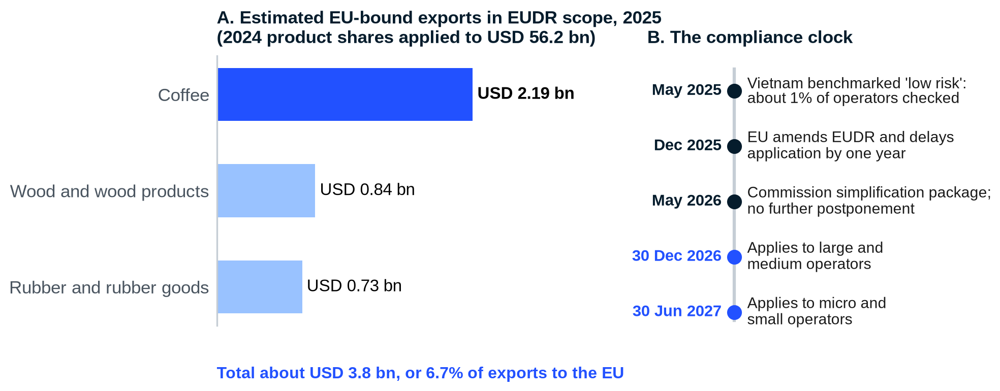 A. Estimated EU-bound exports in EUDR scope, 2025
(2024 product shares applied to USD 56.2 bn)
Coffee
USD 2.19 bn
Wood and wood products
USD 0.84 bn
Rubber and rubber goods
USD 0.73 bn
Total about USD 3.8 bn, or 6.7% of exports to the EU
B. The compliance clock
May 2025
Vietnam benchmarked 'low risk':
about 1% of operators checked
Dec 2025
EU amends EUDR and delays
application by one year
May 2026
Commission simplification package;
no further postponement
30 Dec 2026
Applies to large and
medium operators
30 Jun 2027
Applies to micro and
small operators